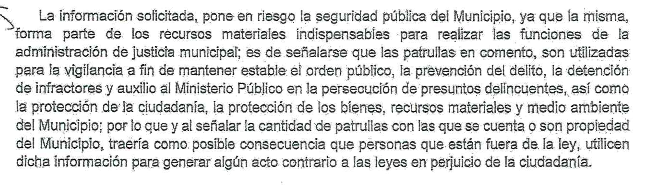 La información solicitada, pone en riesgo la seguridad pública del Municipio, ya que la misma,
forma parte de los recursos materiales indispensables para realizar las funciones de la
administración de justicia municipal; es de señalarse que las patrullas en comento, son utilizadas
para la vigilancia a fin de mantener estable el orden público, la prevención del delito, la detención
de infractores y auxilio al Ministerio Público en la persecución de presuntos delincuentes, así como
la protección de la ciudadanía, la protección de los bienes, recursos materiales y medio ambiente
del Municipio; por lo que y al señalar la cantidad de patrullas con las que se cuenta o son propiedad
del Municipio, traería como posible consecuencia que personas que están fuera de la ley, utilicen
dicha información para generar algún acto contrario a las leyes en perjuicio de la ciudadanía.